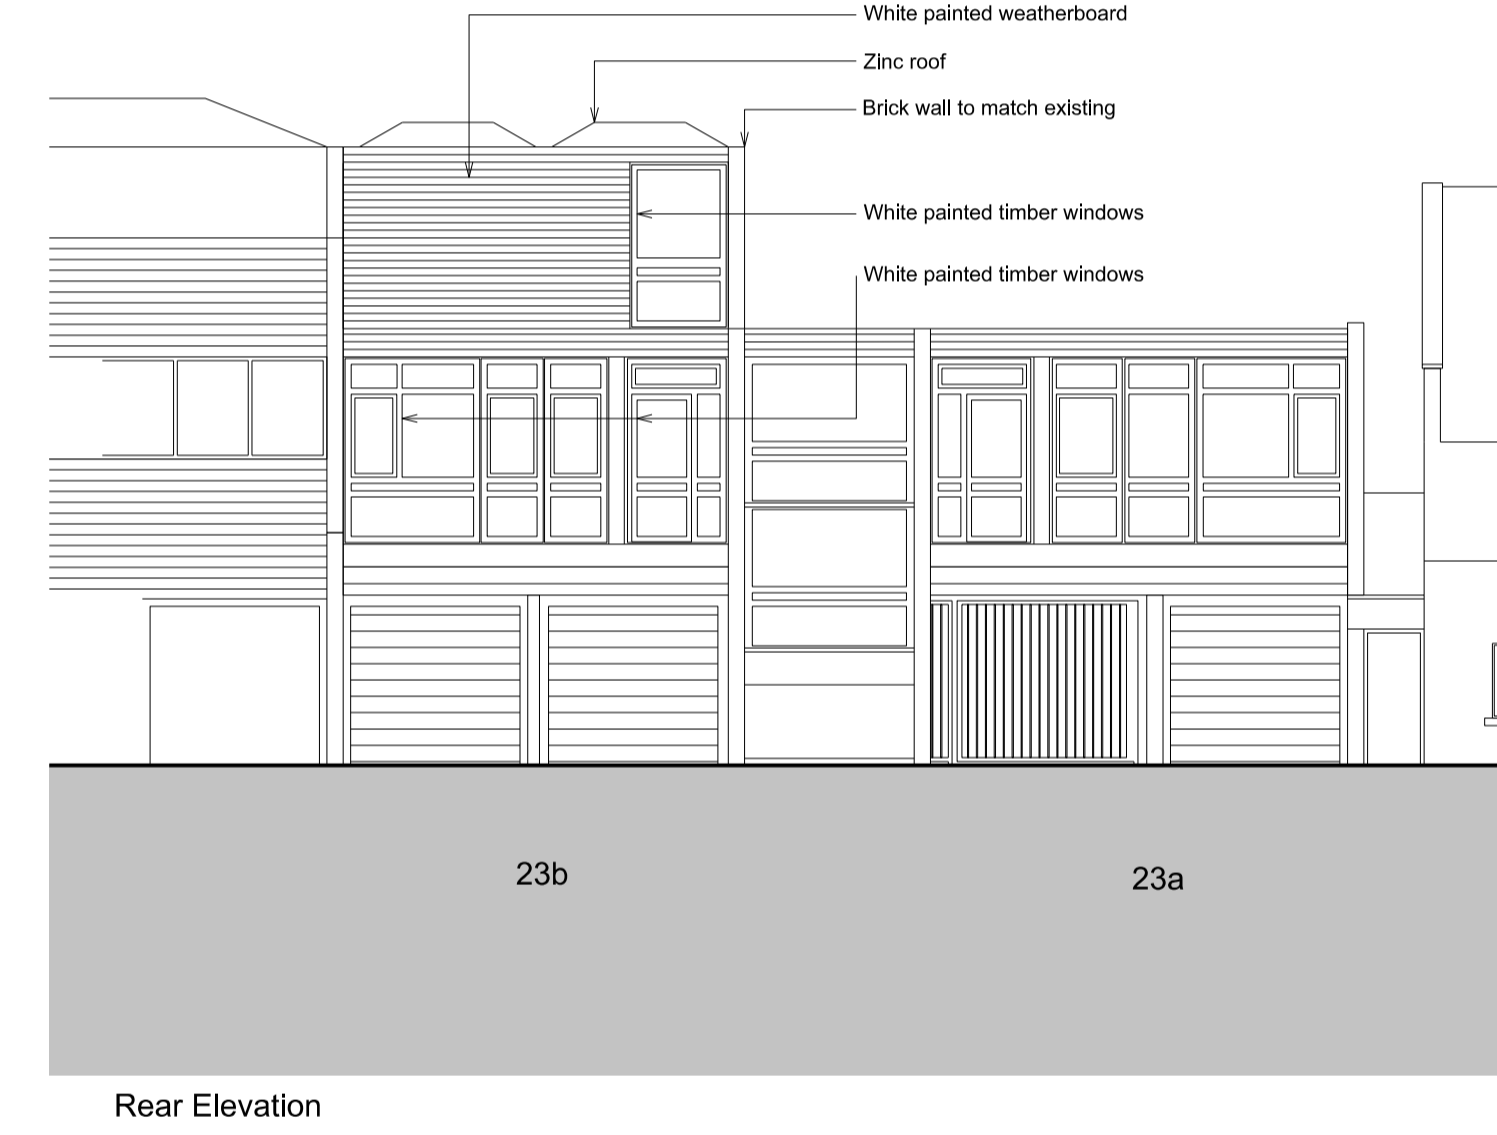 White painted weatherboard
Zinc roof
Brick wall to match existing
White painted timber windows
White painted timber windows
23b
23a
Rear Elevation